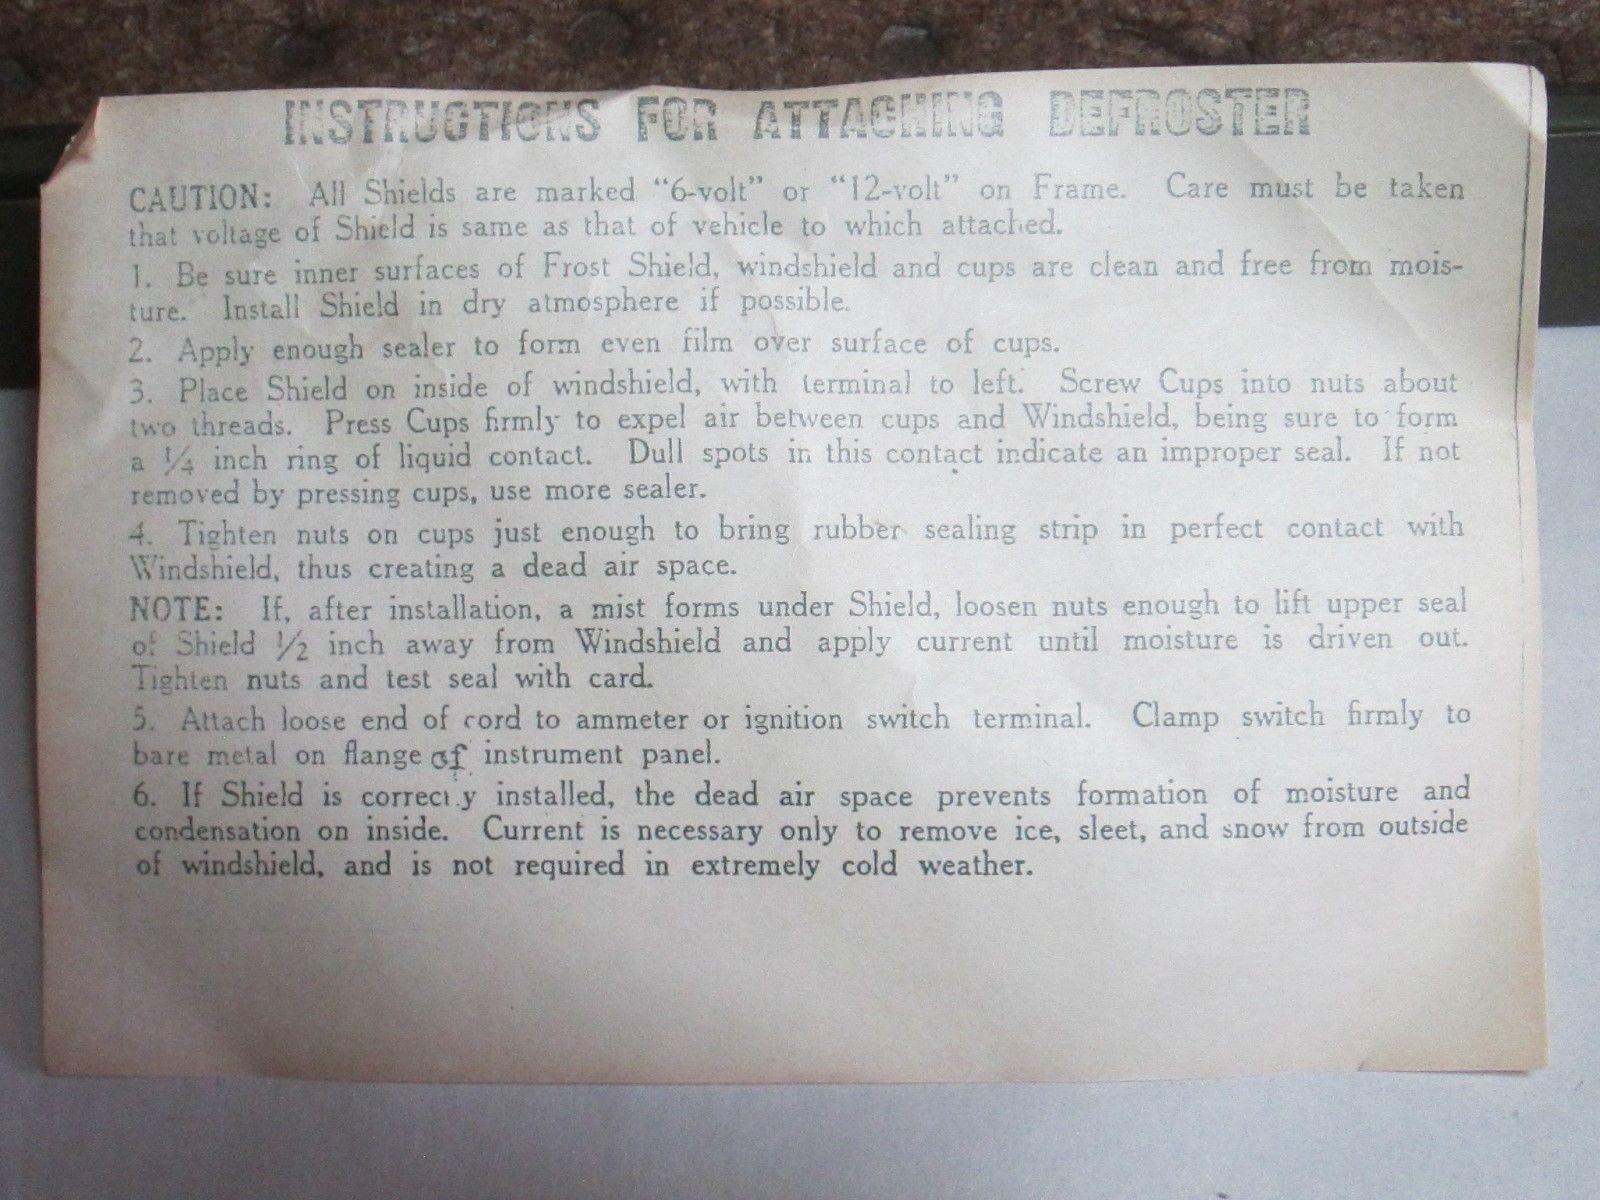 INSTRUCTIONS FOR ATTACHING DEFROSTER
CAUTION: All Shields are marked “6-volt” or “12-volt” on Frame. Care must be taken
that voltage of Shield is same as that of vehicle to which attached.
1. Be sure inner surfaces of Frost Shield, windshield and cups are clean and free from mois-
ture. Install Shield in dry atmosphere if possible.
2. Apply enough sealer to form even film over surface of cups.
3. Place Shield on inside of windshield, with terminal to left. Screw Cups into nuts about
two threads. Press Cups firmly to expel air between cups and Windshield, being sure to form
a 1/4 inch ring of liquid contact. Dull spots in this contact indicate an improper seal. If not
removed by pressing cups, use more sealer.
4. Tighten nuts on cups just enough to bring rubber sealing strip in perfect contact with
Windshield, thus creating a dead air space.
NOTE: If, after installation, a mist forms under Shield, loosen nuts enough to lift upper seal
of Shield 1/2 inch away from Windshield and apply current until moisture is driven out.
Tighten nuts and test seal with card.
5. Attach loose end of cord to ammeter or ignition switch terminal. Clamp switch firmly to
bare metal on flange of instrument panel.
6. If Shield is correctly installed, the dead air space prevents formation of moisture and
condensation on inside. Current is necessary only to remove ice, sleet, and snow from outside
of windshield, and is not required in extremely cold weather.